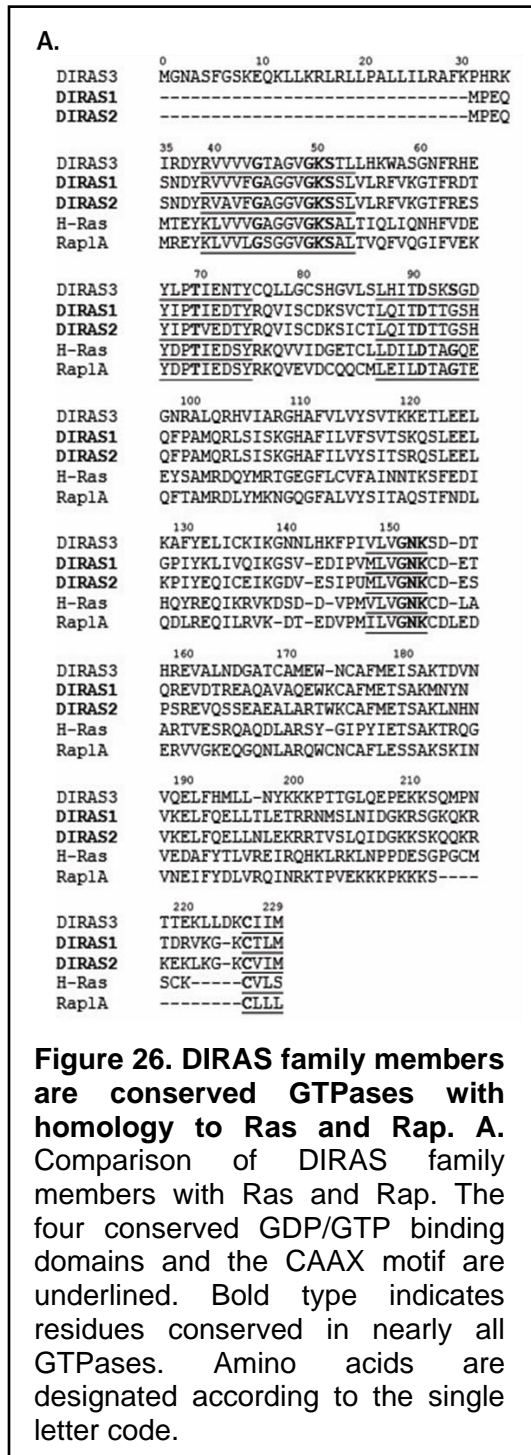 A.
0 10 20 30
DIRAS3 MGNASFGSKEQKLLKRLRLLPALLILRAFKPHRK
DIRAS1 ------------------------------MPEQ
DIRAS2 ------------------------------MPEQ
35 40 50 60
DIRAS3 IRDYRVVVVGTAGVGKSTLLHKWASGNFRHE
DIRAS1 SNDYRVVVFGAGGVGKSSLVLRFVKGTFRDT
DIRAS2 SNDYRVAVFGAGGVGKSSLVLRFVKGTFRES
H-Ras MTEYKLVVVGAGGVGKSALTIQLIQNHFVDE
Rap1A MREYKLVVLGSGGVGKSALTVQFVQGIFVEK
70 80 90
DIRAS3 YLPTIENTYCQLLGCSHGVLSLHITDSKSGD
DIRAS1 YIPTIEDTYRQVISCDKSVCTLQITDTTGSH
DIRAS2 YIPTVEDTYRQVISCDKSICTLQITDTTGSH
H-Ras YDPTIEDSYRKQVVIDGETCLLDILDTAGQE
Rap1A YDPTIEDSYRKQVEVDCQQCMLEILDTAGTE
100 110 120
DIRAS3 GNRALQRHVIARGHAFVLVYSVTKKETLEEL
DIRAS1 QFPAMQRLSISKGHAFILVFSVTSKQSLEEL
DIRAS2 QFPAMQRLSISKGHAFILVYSITSRQSLEEL
H-Ras EYSAMRDQYMRTGEGFLCVFAINNTKSFEDI
Rap1A QFTAMRDLYMKNGQGFALVYSITAQSTFNDL
130 140 150
DIRAS3 KAFYELICKIKGNNLHKFPIVLVGNKSD-DT
DIRAS1 GPIYKLIVQIKGSV-EDIPVMLVGNKCD-ET
DIRAS2 KPIYEQICEIKGDV-ESIPUMLVGNKCD-ES
H-Ras HQYREQIKRVKDSD-D-VPMVLVGNKCD-LA
Rap1A QDLREQILRVK-DT-EDVPMILVGNKCDLED
160 170 180
DIRAS3 HREVALNDGATCAMEW-NCAFMEISAKTDVN
DIRAS1 QREVDTREAQAVAQEWKCAFMETSAKMNYN
DIRAS2 PSREVQSSEAEALARTWKCAFMETSAKLNHN
H-Ras ARTVESRQAQDLARSY-GIPYIETSAKTRQG
Rap1A ERVVGKEQGQNLARQWCNCAFLESSAKSKIN
190 200 210
DIRAS3 VQELFHMLL-NYKKKPTTGLQEPEKKSQMPN
DIRAS1 VKELFQELLTLETRRNMSLNIDGKRSGKQKR
DIRAS2 VKELFQELLNLEKRRTVSLQIDGKKSKQQKR
H-Ras VEDAFYTLVREIRQHKLRKLNPPDESGPGCM
Rap1A VNEIFYDLVRQINRKTPVEKKKPKKKS----
220 229
DIRAS3 TTEKLLDKCIIM
DIRAS1 TDRVKG-KCTLM
DIRAS2 KEKLKG-KCVIM
H-Ras SCK-----CVLS
Rap1A --------CLLL
Figure 26. DIRAS family members
are conserved GTPases with
homology to Ras and Rap. A.
Comparison of DIRAS family
members with Ras and Rap. The
four conserved GDP/GTP binding
domains and the CAAX motif are
underlined. Bold type indicates
residues conserved in nearly all
GTPases. Amino acids are
designated according to the single
letter code.